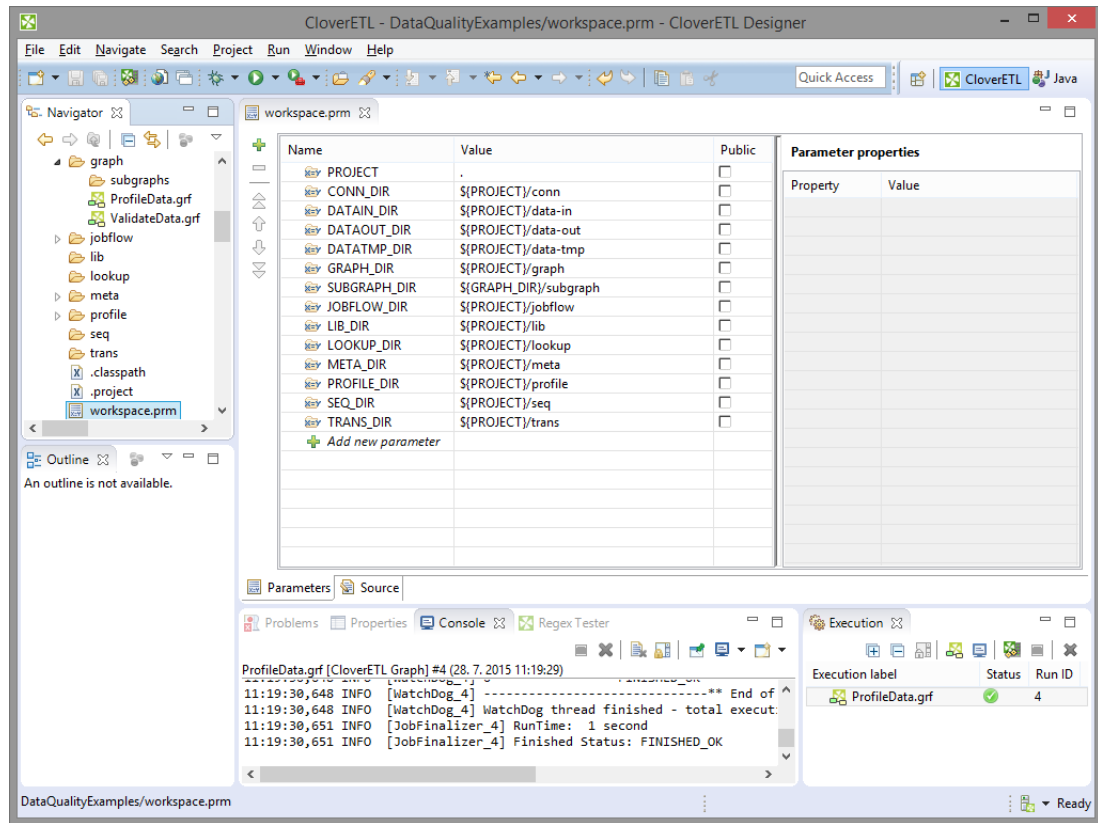 CloverETL - DataQualityExamples/workspace.prm - CloverETL Designer
File Edit Navigate Search Project Run Window Help
Quick Access CloverETL Java
Navigator
graph
subgraphs
ProfileData.grf
ValidateData.grf
jobflow
lib
lookup
meta
profile
seq
trans
.classpath
.project
workspace.prm
Outline
An outline is not available.
workspace.prm
Name Value Public
PROJECT .
CONN_DIR ${PROJECT}/conn
DATAIN_DIR ${PROJECT}/data-in
DATAOUT_DIR ${PROJECT}/data-out
DATATMP_DIR ${PROJECT}/data-tmp
GRAPH_DIR ${PROJECT}/graph
SUBGRAPH_DIR ${GRAPH_DIR}/subgraph
JOBFLOW_DIR ${PROJECT}/jobflow
LIB_DIR ${PROJECT}/lib
LOOKUP_DIR ${PROJECT}/lookup
META_DIR ${PROJECT}/meta
PROFILE_DIR ${PROJECT}/profile
SEQ_DIR ${PROJECT}/seq
TRANS_DIR ${PROJECT}/trans
Add new parameter
Parameter properties
Property Value
Parameters Source
Problems Properties Console Regex Tester
ProfileData.grf [CloverETL Graph] #4 (28. 7. 2015 11:19:29)
11:19:30,648 INFO [WatchDog_4] -----------------------------** End of
11:19:30,648 INFO [WatchDog_4] WatchDog thread finished - total execut:
11:19:30,651 INFO [JobFinalizer_4] RunTime: 1 second
11:19:30,651 INFO [JobFinalizer_4] Finished Status: FINISHED_OK
Execution
Execution label Status Run ID
ProfileData.grf 4
DataQualityExamples/workspace.prm
Ready